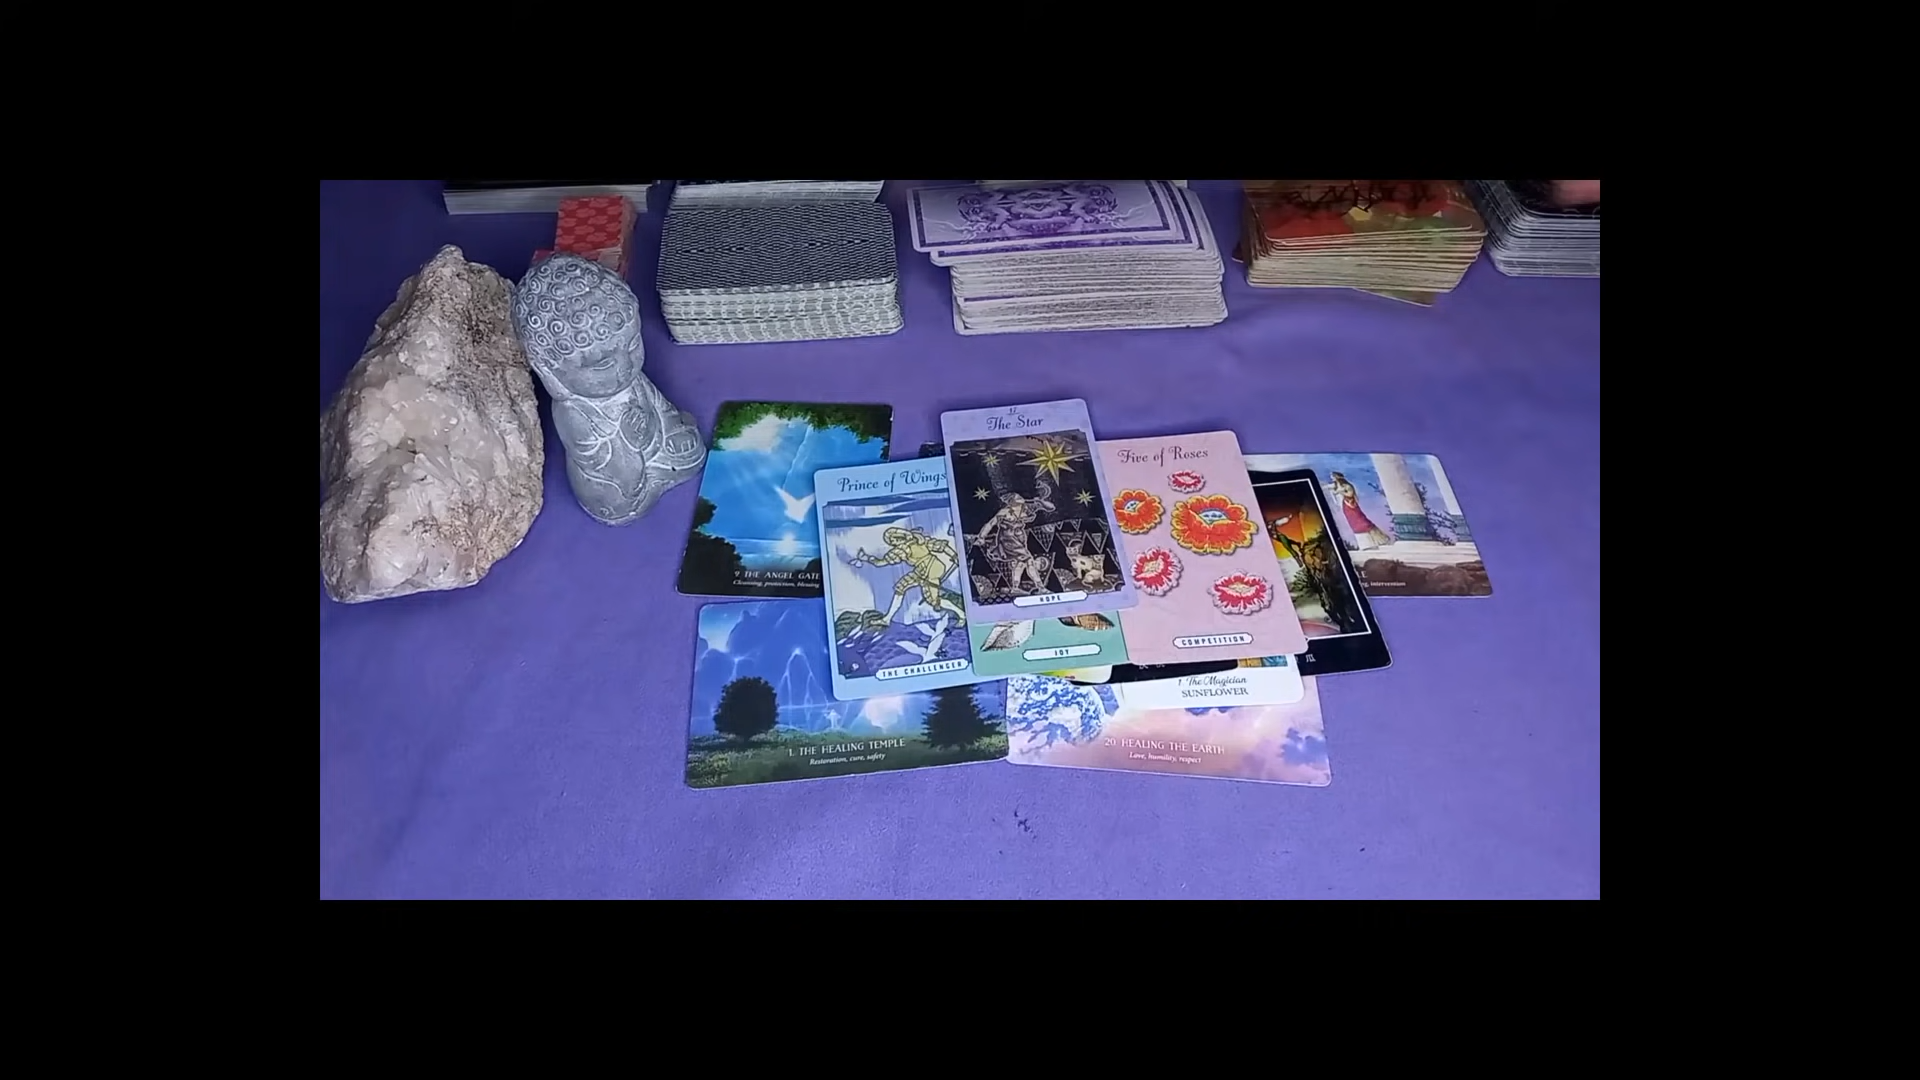 17
The Star
HOPE
Prince of Wings
THE CHALLENGER
Five of Roses
COMPETITION
JOY
9. THE ANGEL GATE
Cleansing, protection, blessing
intervention
1. The Magician
SUNFLOWER
1. THE HEALING TEMPLE
Restoration, cure, safety
20. HEALING THE EARTH
Love, humility, respect